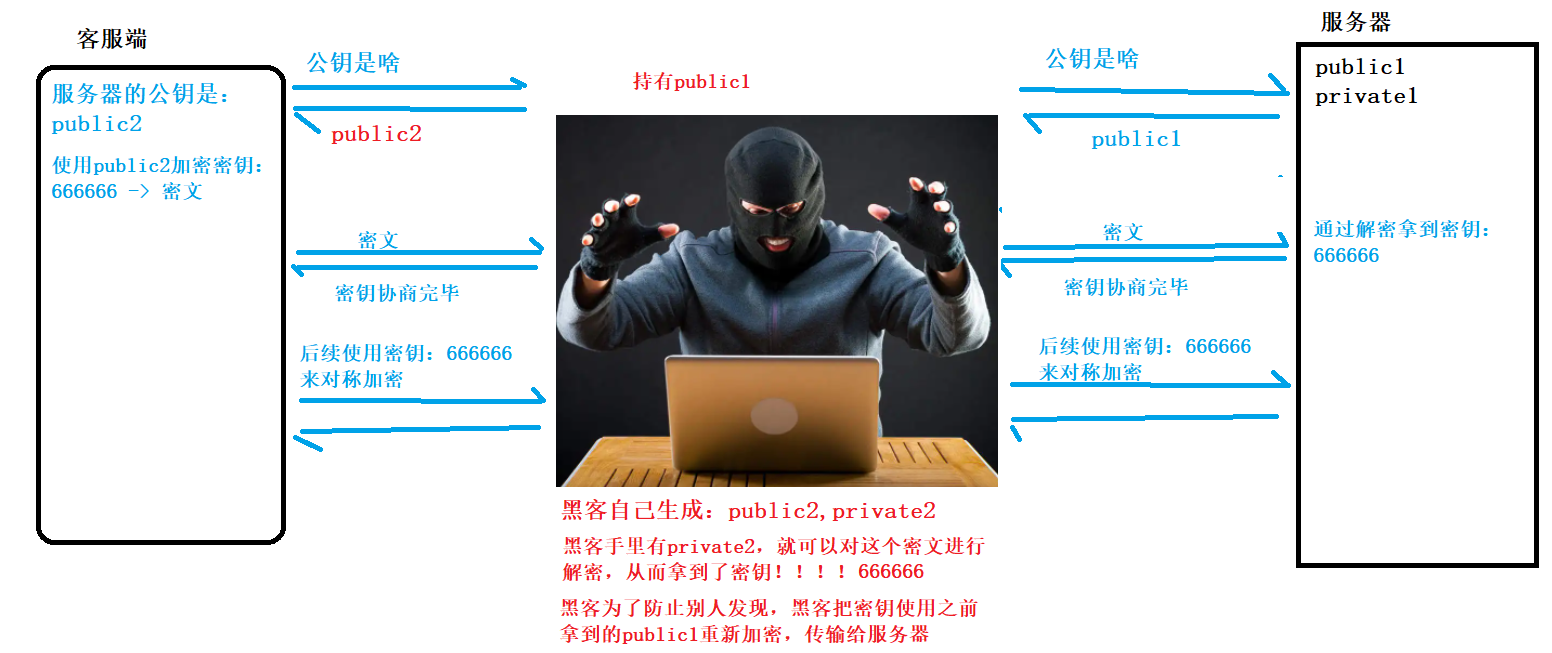 客服端
服务器的公钥是：
public2
使用public2加密密钥：
666666 -> 密文
公钥是啥
public2
密文
密钥协商完毕
后续使用密钥：666666
来对称加密
持有public1
黑客自己生成：public2,private2
黑客手里有private2，就可以对这个密文进行
解密，从而拿到了密钥！！！！666666
黑客为了防止别人发现，黑客把密钥使用之前
拿到的public1重新加密，传输给服务器
公钥是啥
public1
密文
密钥协商完毕
后续使用密钥：666666
来对称加密
服务器
public1
private1
通过解密拿到密钥：
666666